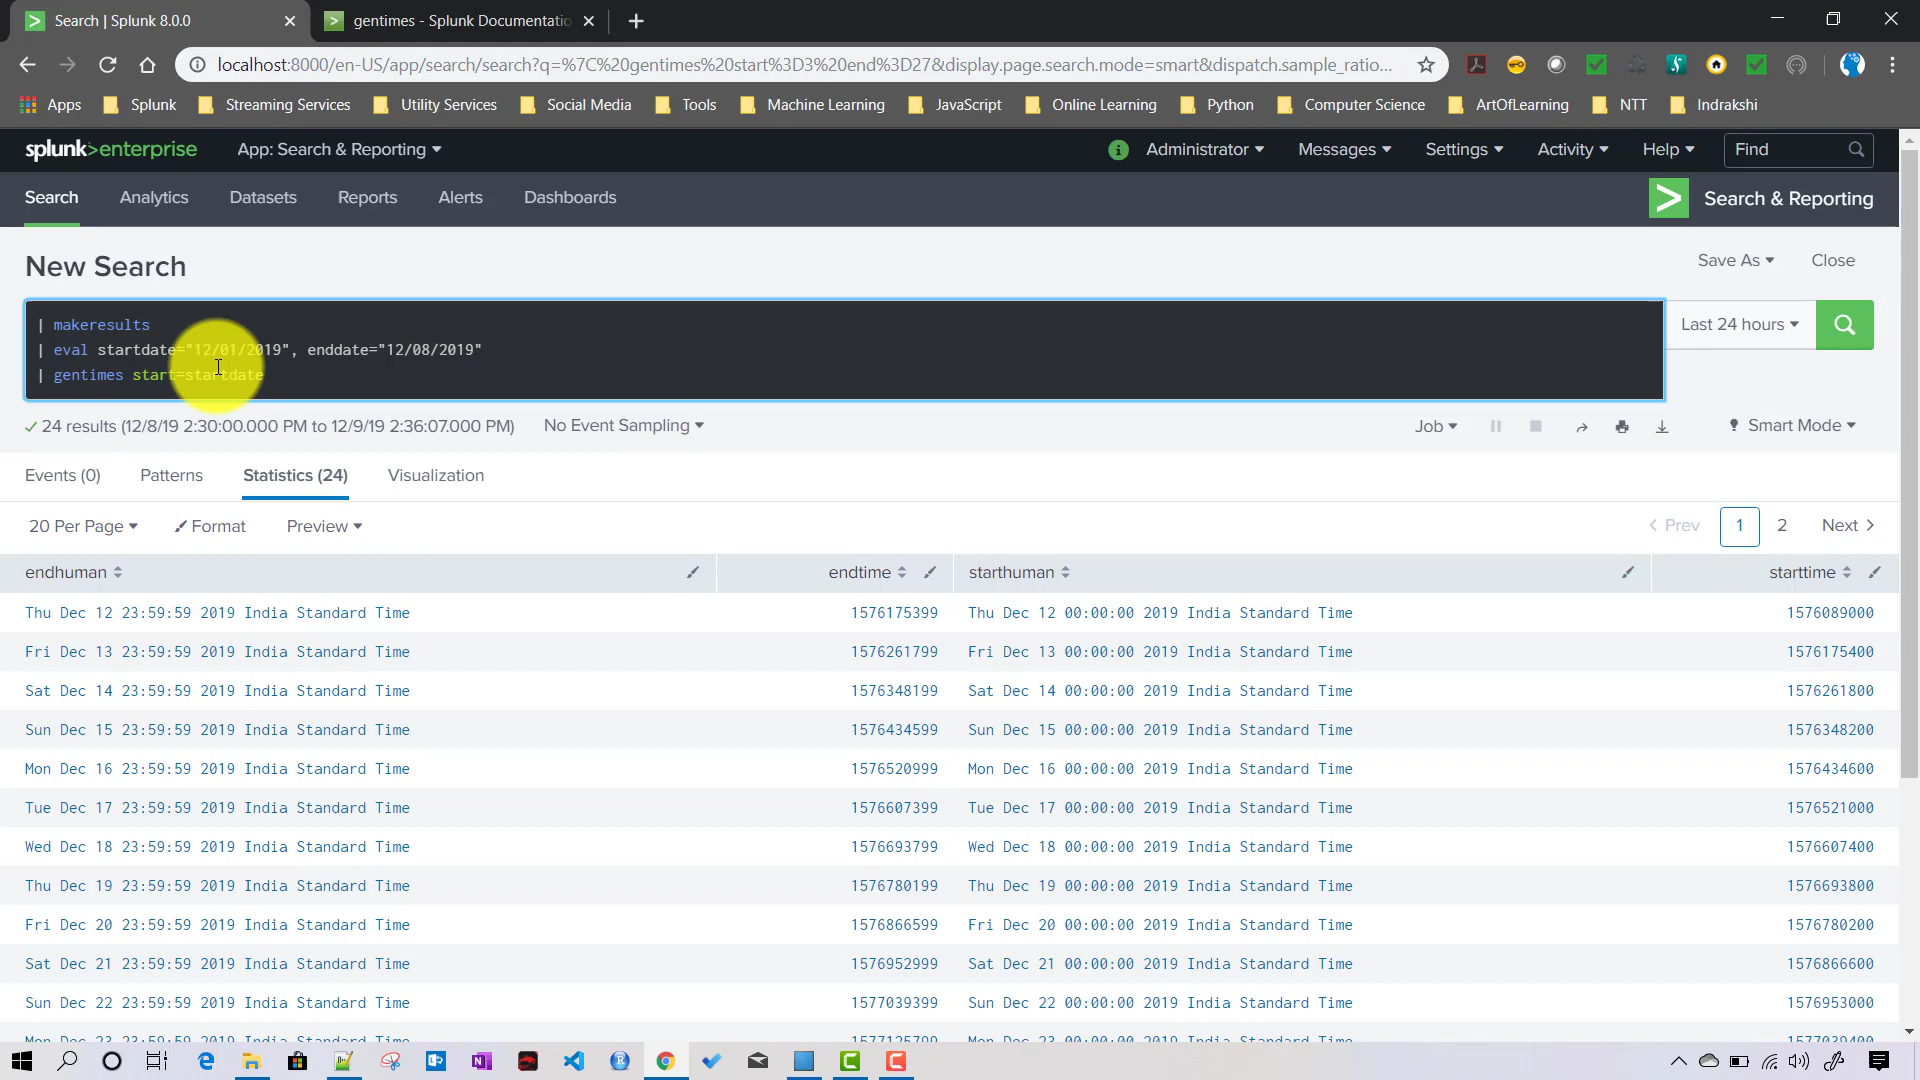 Search | Splunk 8.0.0
gentimes - Splunk Documentatio
localhost:8000/en-US/app/search/search?q=%7C%20gentimes%20start%3D3%20end%3D27&display.page.search.mode=smart&dispatch.sample_ratio...
Apps Splunk Streaming Services Utility Services Social Media Tools Machine Learning JavaScript Online Learning Python Computer Science ArtOfLearning NTT Indrakshi
splunk>enterprise App: Search & Reporting Administrator Messages Settings Activity Help Find
Search Analytics Datasets Reports Alerts Dashboards Search & Reporting
New Search Save As Close
| makeresults
| eval startdate="12/01/2019", enddate="12/08/2019"
| gentimes start=startdate
Last 24 hours
24 results (12/8/19 2:30:00.000 PM to 12/9/19 2:36:07.000 PM) No Event Sampling Job Smart Mode
Events (0) Patterns Statistics (24) Visualization
20 Per Page Format Preview Prev 1 2 Next
endhuman endtime starthuman starttime
Thu Dec 12 23:59:59 2019 India Standard Time 1576175399 Thu Dec 12 00:00:00 2019 India Standard Time 1576089000
Fri Dec 13 23:59:59 2019 India Standard Time 1576261799 Fri Dec 13 00:00:00 2019 India Standard Time 1576175400
Sat Dec 14 23:59:59 2019 India Standard Time 1576348199 Sat Dec 14 00:00:00 2019 India Standard Time 1576261800
Sun Dec 15 23:59:59 2019 India Standard Time 1576434599 Sun Dec 15 00:00:00 2019 India Standard Time 1576348200
Mon Dec 16 23:59:59 2019 India Standard Time 1576520999 Mon Dec 16 00:00:00 2019 India Standard Time 1576434600
Tue Dec 17 23:59:59 2019 India Standard Time 1576607399 Tue Dec 17 00:00:00 2019 India Standard Time 1576521000
Wed Dec 18 23:59:59 2019 India Standard Time 1576693799 Wed Dec 18 00:00:00 2019 India Standard Time 1576607400
Thu Dec 19 23:59:59 2019 India Standard Time 1576780199 Thu Dec 19 00:00:00 2019 India Standard Time 1576693800
Fri Dec 20 23:59:59 2019 India Standard Time 1576866599 Fri Dec 20 00:00:00 2019 India Standard Time 1576780200
Sat Dec 21 23:59:59 2019 India Standard Time 1576952999 Sat Dec 21 00:00:00 2019 India Standard Time 1576866600
Sun Dec 22 23:59:59 2019 India Standard Time 1577039399 Sun Dec 22 00:00:00 2019 India Standard Time 1576953000